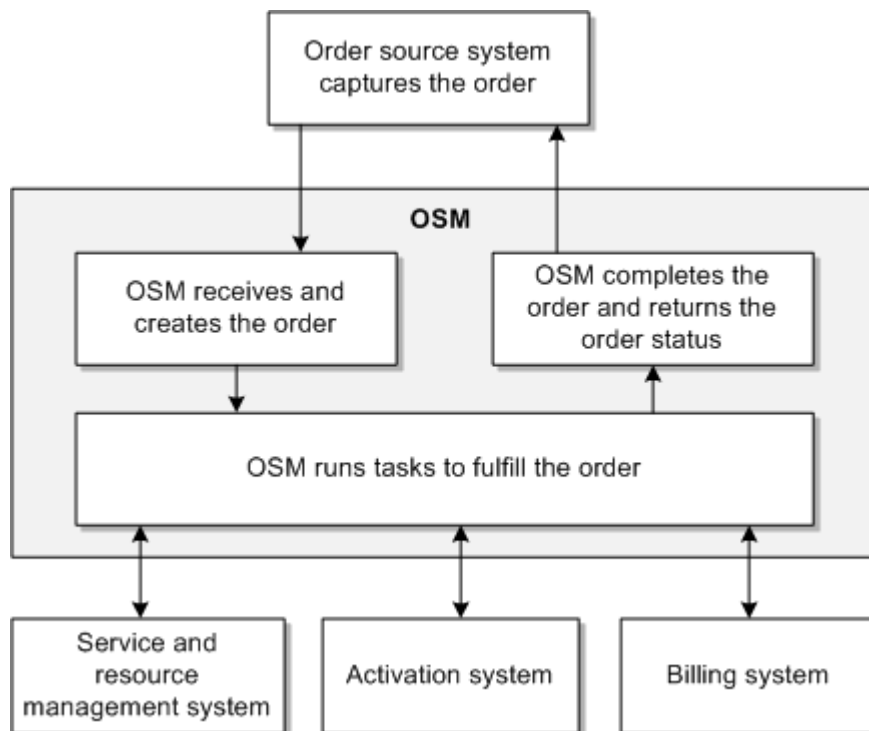 Order source system
captures the order
OSM
OSM receives and
creates the order
OSM completes the
order and returns the
order status
OSM runs tasks to fulfill the order
Service and
resource
management system
Activation system
Billing system